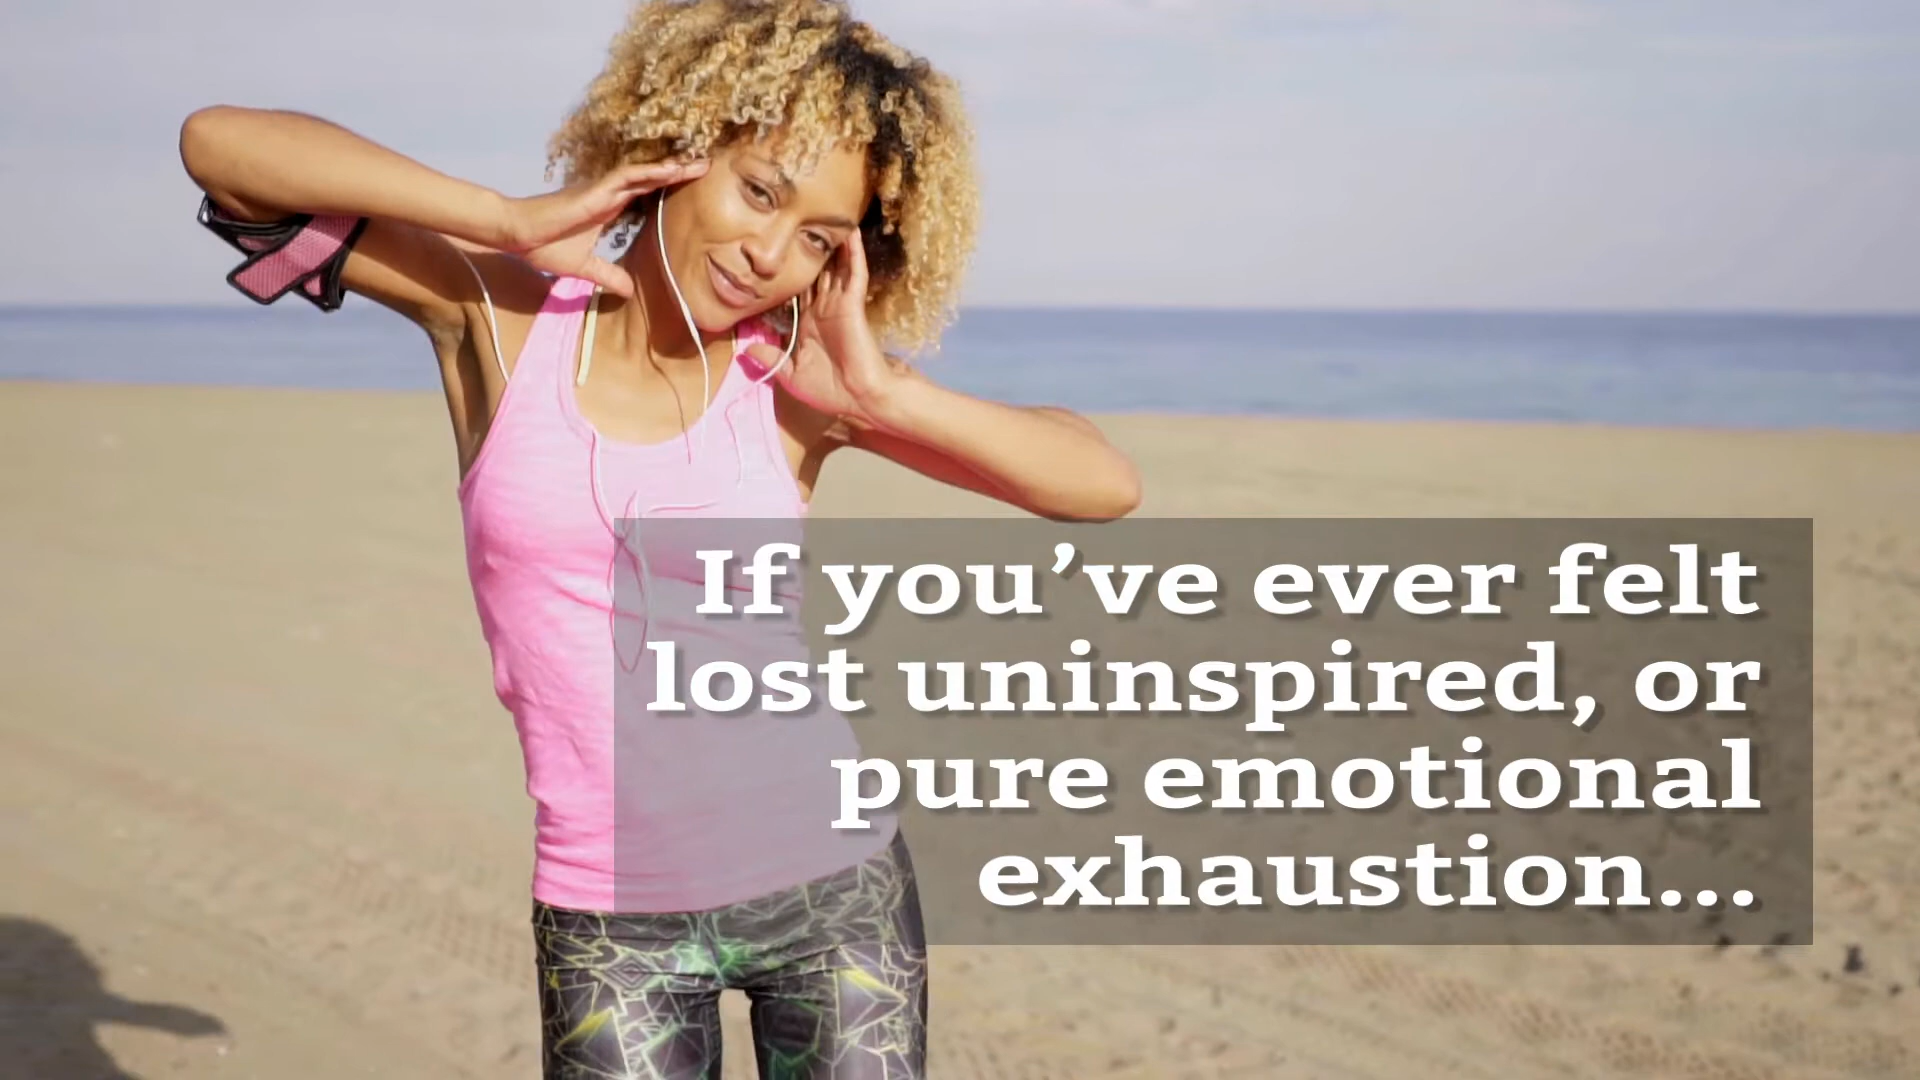 If you’ve ever felt
lost uninspired, or
pure emotional
exhaustion...